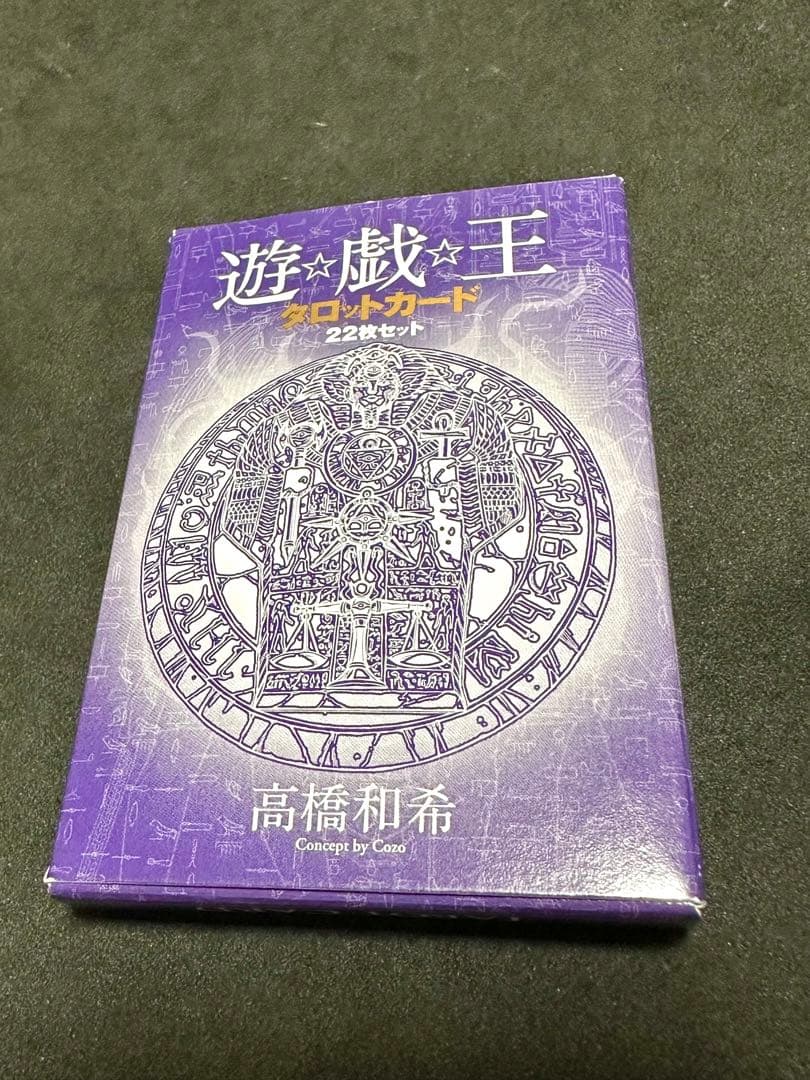 遊☆戯☆王
タロットカード
22枚セット
高橋和希
Concept by Cozo